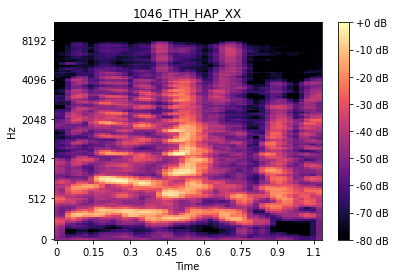 1046_ITH_HAP_XX
8192
4096
2048
1024
512
0
Hz
0
0.15
0.3
0.45
0.6
0.75
0.9
1.1
Time
+0 dB
-10 dB
-20 dB
-30 dB
-40 dB
-50 dB
-60 dB
-70 dB
-80 dB